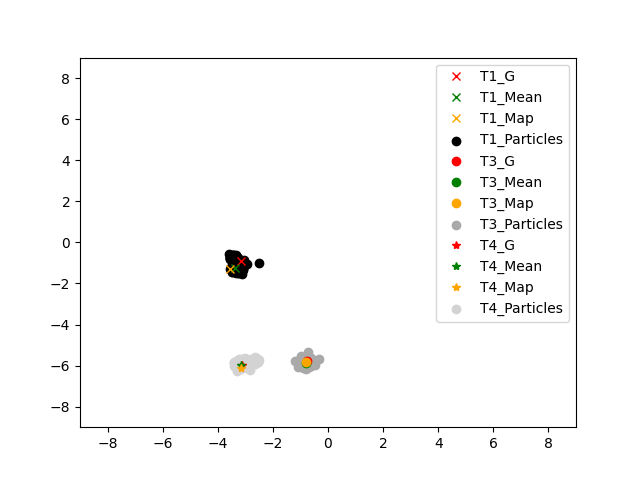 8
6
4
2
0
−2
−4
−6
−8
−8 −6 −4 −2 0 2 4 6 8
T1_G
T1_Mean
T1_Map
T1_Particles
T3_G
T3_Mean
T3_Map
T3_Particles
T4_G
T4_Mean
T4_Map
T4_Particles